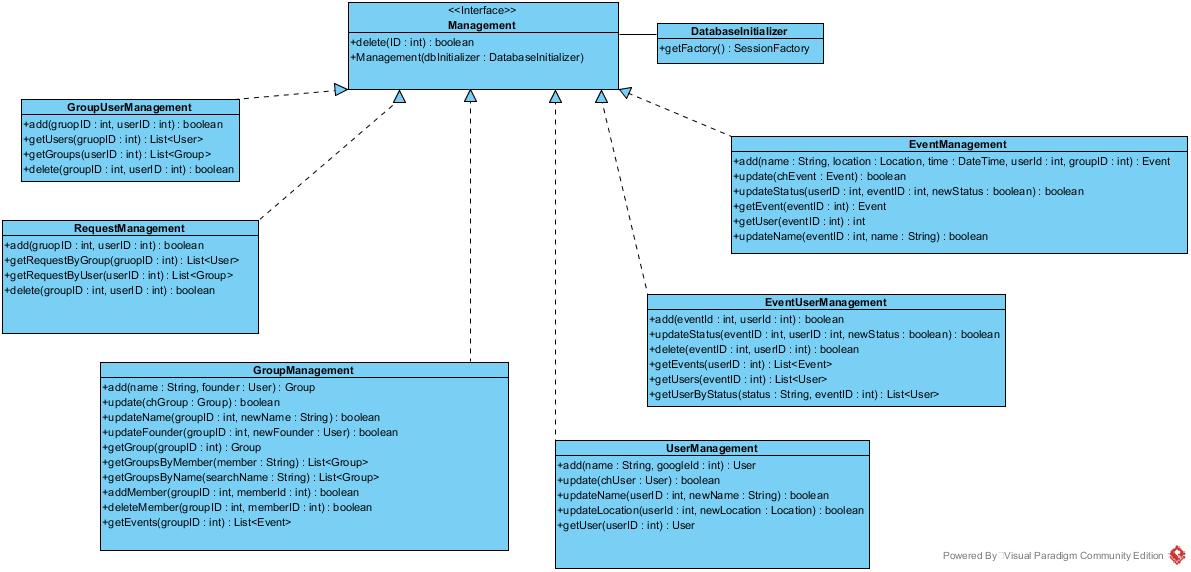 <<Interface>>
Management
+delete(ID : int) : boolean
+Management(dbInitializer : DatabaseInitializer)
DatabaseInitializer
+getFactory() : SessionFactory
GroupUserManagement
+add(gruopID : int, userID : int) : boolean
+getUsers(gruopID : int) : List<User>
+getGroups(userID : int) : List<Group>
+delete(groupID : int, userID : int) : boolean
EventManagement
+add(name : String, location : Location, time : DateTime, userId : int, groupID : int) : Event
+update(chEvent : Event) : boolean
+updateStatus(userID : int, eventID : int, newStatus : boolean) : boolean
+getEvent(eventID : int) : Event
+getUser(eventID : int) : int
+updateName(eventID : int, name : String) : boolean
RequestManagement
+add(gruopID : int, userID : int) : boolean
+getRequestByGroup(gruopID : int) : List<User>
+getRequestByUser(userID : int) : List<Group>
+delete(groupID : int, userID : int) : boolean
EventUserManagement
+add(eventId : int, userId : int) : boolean
+updateStatus(eventID : int, userID : int, newStatus : boolean) : boolean
+delete(eventID : int, userID : int) : boolean
+getEvents(userID : int) : List<Event>
+getUsers(eventID : int) : List<User>
+getUserByStatus(status : String, eventID : int) : List<User>
GroupManagement
+add(name : String, founder : User) : Group
+update(chGroup : Group) : boolean
+updateName(groupID : int, newName : String) : boolean
+updateFounder(groupID : int, newFounder : User) : boolean
+getGroup(groupID : int) : Group
+getGroupsByMember(member : String) : List<Group>
+getGroupsByName(searchName : String) : List<Group>
+addMember(groupID : int, memberId : int) : boolean
+deleteMember(groupID : int, memberID : int) : boolean
+getEvents(groupID : int) : List<Event>
UserManagement
+add(name : String, googleId : int) : User
+update(chUser : User) : boolean
+updateName(userID : int, newName : String) : boolean
+updateLocation(userId : int, newLocation : Location) : boolean
+getUser(userID : int) : User
Powered By Visual Paradigm Community Edition